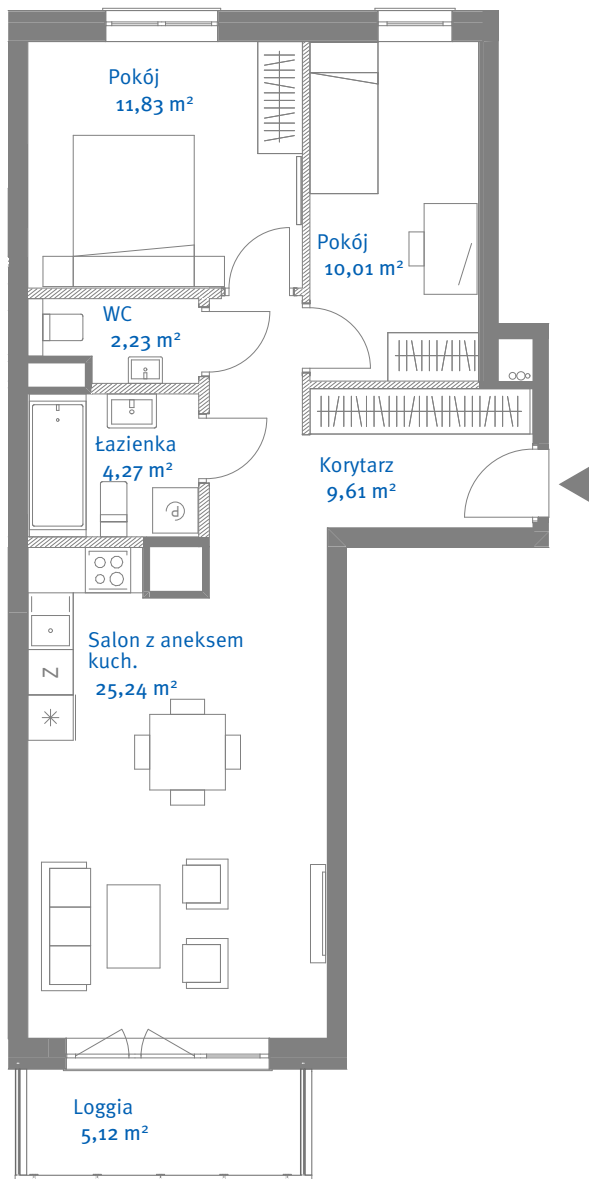 Pokój
11,83 m²
Pokój
10,01 m²
WC
2,23 m²
Łazienka
4,27 m²
Korytarz
9,61 m²
P
Salon z aneksem
kuch.
25,24 m²
Z
Loggia
5,12 m²